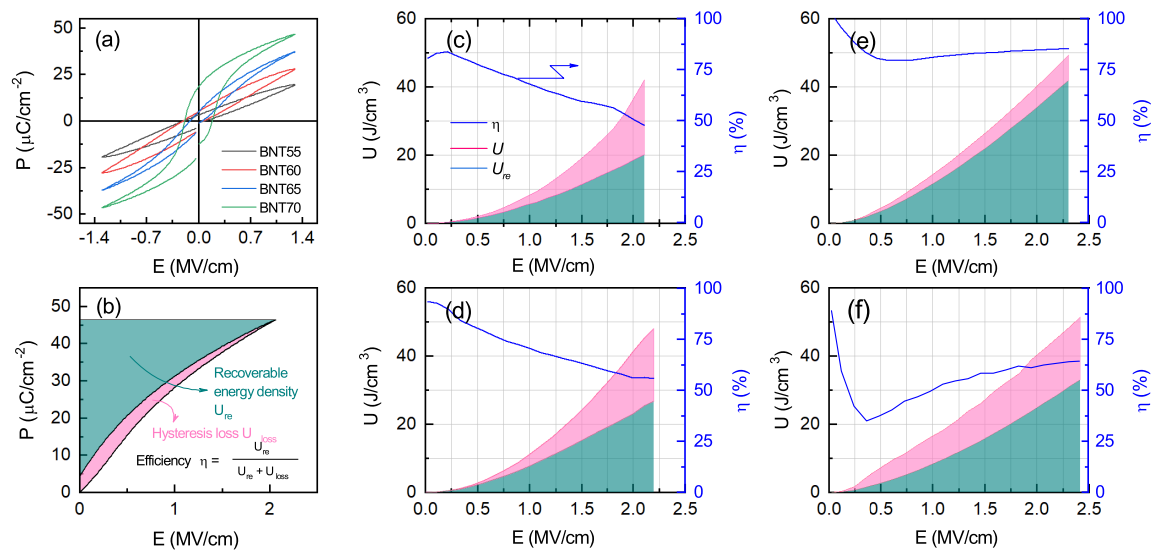 (a)
50
25
0
-25
-50
P (μC/cm⁻²)
BNT55
BNT60
BNT65
BNT70
-1.4 -0.7 0.0 0.7 1.4
E (MV/cm)
(b)
50
40
30
20
10
0
P (μC/cm⁻²)
Recoverable
energy density
U_re
Hysteresis loss U_loss
Efficiency η = U_re / U_re + U_loss
0 1 2
E (MV/cm)
(c)
60
40
20
0
U (J/cm³)
η
U
U_re
100
75
50
25
0
η (%)
0.0 0.5 1.0 1.5 2.0 2.5
E (MV/cm)
(d)
60
40
20
0
U (J/cm³)
100
75
50
25
0
η (%)
0.0 0.5 1.0 1.5 2.0 2.5
E (MV/cm)
(e)
60
40
20
0
U (J/cm³)
100
75
50
25
0
η (%)
0.0 0.5 1.0 1.5 2.0 2.5
E (MV/cm)
(f)
60
40
20
0
U (J/cm³)
100
75
50
25
0
η (%)
0.0 0.5 1.0 1.5 2.0 2.5
E (MV/cm)